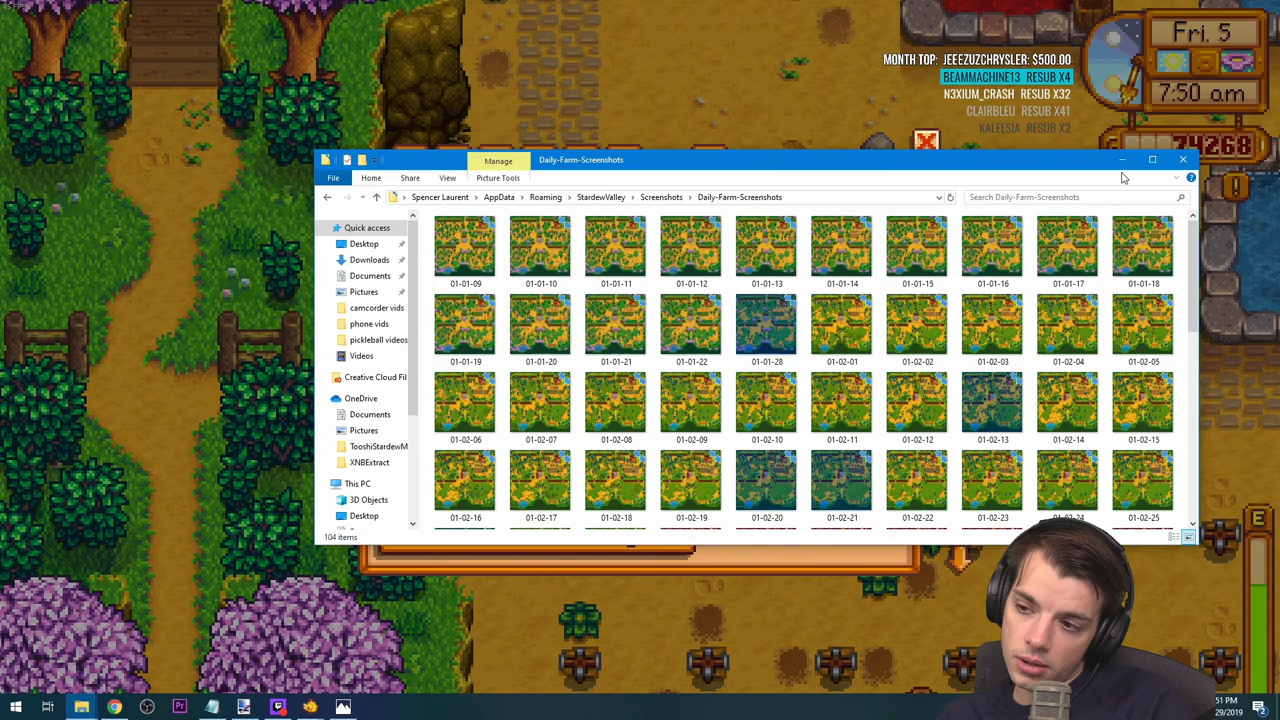 Fri. 5
7:50 am
74268
MONTH TOP: JEEEZUZCHRYSLER: $500.00
BEAMMACHINE13 RESUB X4
N3XIUM_CRASH RESUB X32
CLAIRBLEU RESUB X41
KALEESIA RESUB X2
Manage
Daily-Farm-Screenshots
File
Home
Share
View
Picture Tools
Spencer Laurent
AppData
Roaming
StardewValley
Screenshots
Daily-Farm-Screenshots
Search Daily-Farm-Screenshots
Quick access
Desktop
Downloads
Documents
Pictures
camcorder vids
phone vids
pickleball videos
Videos
Creative Cloud Fil
OneDrive
Documents
Pictures
TooshiStardewM
XNBExtract
This PC
3D Objects
Desktop
01-01-09 01-01-10 01-01-11 01-01-12 01-01-13 01-01-14 01-01-15 01-01-16 01-01-17 01-01-18
01-01-19 01-01-20 01-01-21 01-01-22 01-01-28 01-02-01 01-02-02 01-02-03 01-02-04 01-02-05
01-02-06 01-02-07 01-02-08 01-02-09 01-02-10 01-02-11 01-02-12 01-02-13 01-02-14 01-02-15
01-02-16 01-02-17 01-02-18 01-02-19 01-02-20 01-02-21 01-02-22 01-02-23 01-02-24 01-02-25
104 items
E
Pr
51 PM
29/2019
2